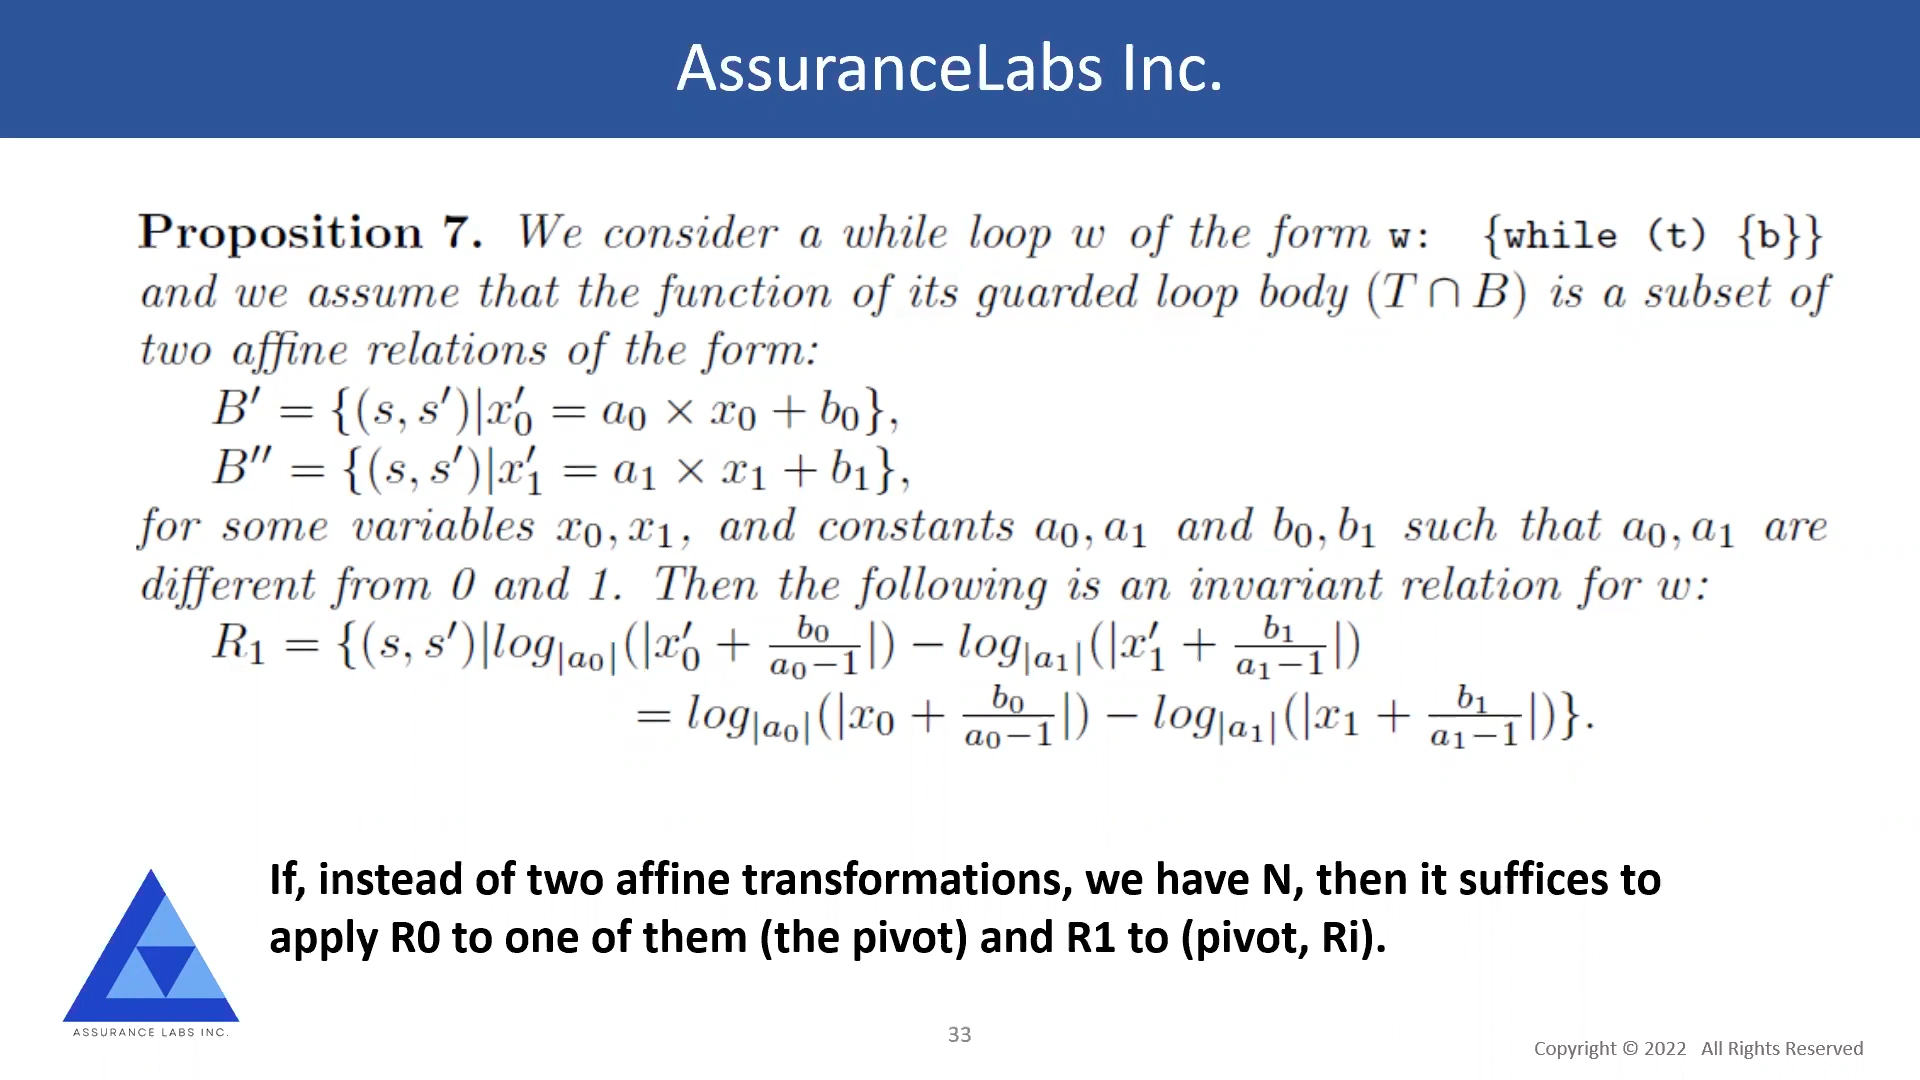 AssuranceLabs Inc.
Proposition 7. We consider a while loop w of the form w: {while (t) {b}}
and we assume that the function of its guarded loop body (T ∩ B) is a subset of
two affine relations of the form:
B′ = {(s, s′)|x′₀ = a₀ × x₀ + b₀},
B″ = {(s, s′)|x′₁ = a₁ × x₁ + b₁},
for some variables x₀, x₁, and constants a₀, a₁ and b₀, b₁ such that a₀, a₁ are
different from 0 and 1. Then the following is an invariant relation for w:
R₁ = {(s, s′)|log|a₀|(|x′₀ + b₀/(a₀−1)|) − log|a₁|(|x′₁ + b₁/(a₁−1)|)
= log|a₀|(|x₀ + b₀/(a₀−1)|) − log|a₁|(|x₁ + b₁/(a₁−1)|)}.
If, instead of two affine transformations, we have N, then it suffices to
apply R0 to one of them (the pivot) and R1 to (pivot, Ri).
ASSURANCE LABS INC.
33
Copyright © 2022 All Rights Reserved